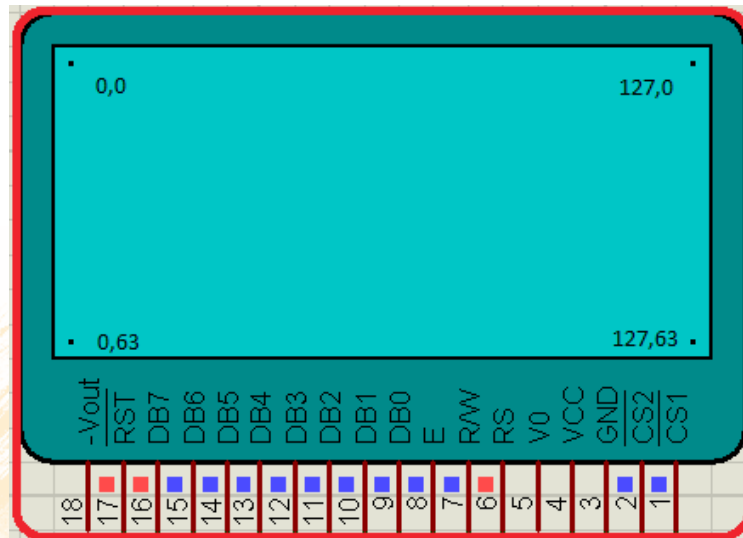 0,0
127,0
0,63
127,63
-Vout
RST
DB7
DB6
DB5
DB4
DB3
DB2
DB1
DB0
E
R/W
RS
V0
VCC
GND
CS2
CS1
18
17
16
15
14
13
12
11
10
9
8
7
6
5
4
3
2
1